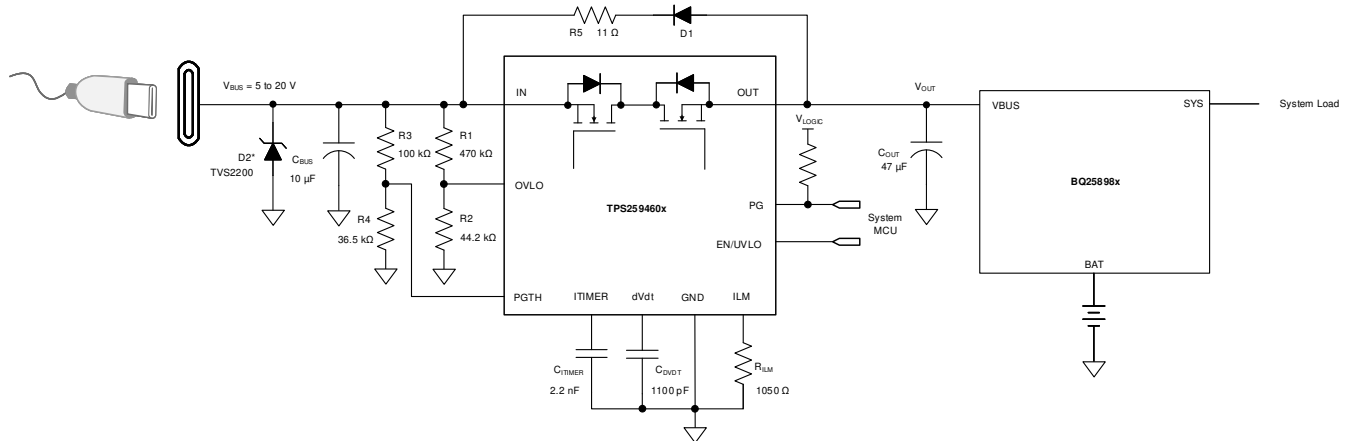 R5 11 Ω
D1
VBUS = 5 to 20 V
IN
OUT
VOUT
VBUS
SYS
System Load
R3
100 kΩ
R1
470 kΩ
VLOGIC
D2*
TVS2200
CBUS
10 µF
COUT
47 µF
OVLO
BQ25898x
TPS259460x
PG
R4
36.5 kΩ
R2
44.2 kΩ
System
MCU
EN/UVLO
BAT
PGTH
ITIMER
dVdt
GND
ILM
CITIMER
2.2 nF
CDVDT
1100 pF
RILM
1050 Ω